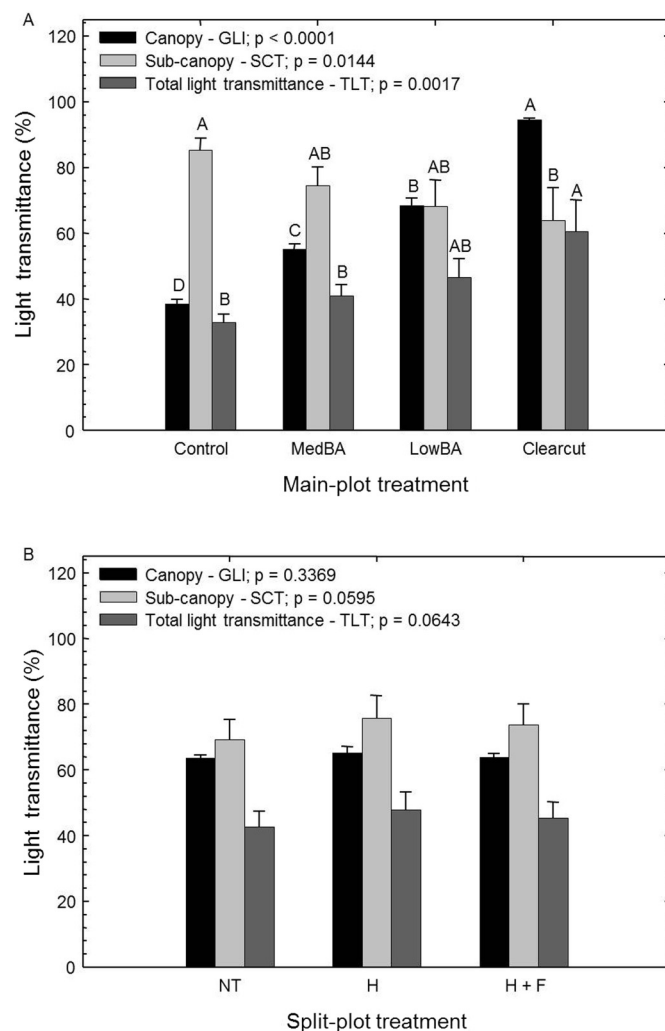 A
Canopy - GLI; p < 0.0001
Sub-canopy - SCT; p = 0.0144
Total light transmittance - TLT; p = 0.0017
Light transmittance (%)
120
100
80
60
40
20
0
D
A
B
C
AB
B
B
AB
AB
A
B
A
Control
MedBA
LowBA
Clearcut
Main-plot treatment
B
Canopy - GLI; p = 0.3369
Sub-canopy - SCT; p = 0.0595
Total light transmittance - TLT; p = 0.0643
Light transmittance (%)
120
100
80
60
40
20
0
NT
H
H + F
Split-plot treatment